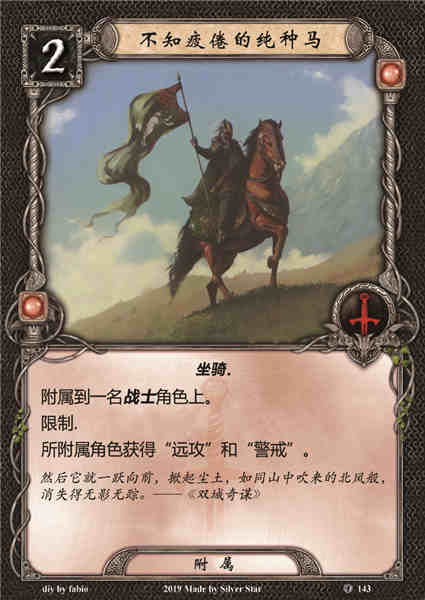 不知疲倦的纯种马
2
坐骑.
附属到一名战士角色上。
限制.
所附属角色获得“远攻”和“警戒”。
然后它就一跃向前，掀起尘土，如同山中吹来的北风般，
消失得无影无踪。——《双城奇谋》
附属
diy by fabio
2019 Made by Silver Star
143